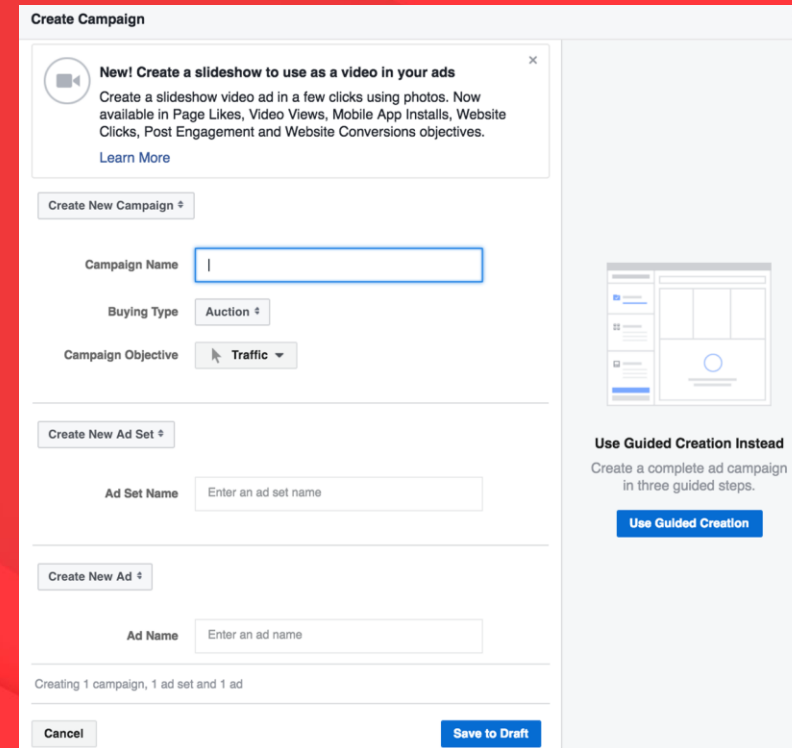 Create Campaign
New! Create a slideshow to use as a video in your ads
Create a slideshow video ad in a few clicks using photos. Now
available in Page Likes, Video Views, Mobile App Installs, Website
Clicks, Post Engagement and Website Conversions objectives.
Learn More
Create New Campaign
Campaign Name
Buying Type Auction
Campaign Objective Traffic
Create New Ad Set
Ad Set Name Enter an ad set name
Create New Ad
Ad Name Enter an ad name
Creating 1 campaign, 1 ad set and 1 ad
Cancel Save to Draft
Use Guided Creation Instead
Create a complete ad campaign
in three guided steps.
Use Guided Creation